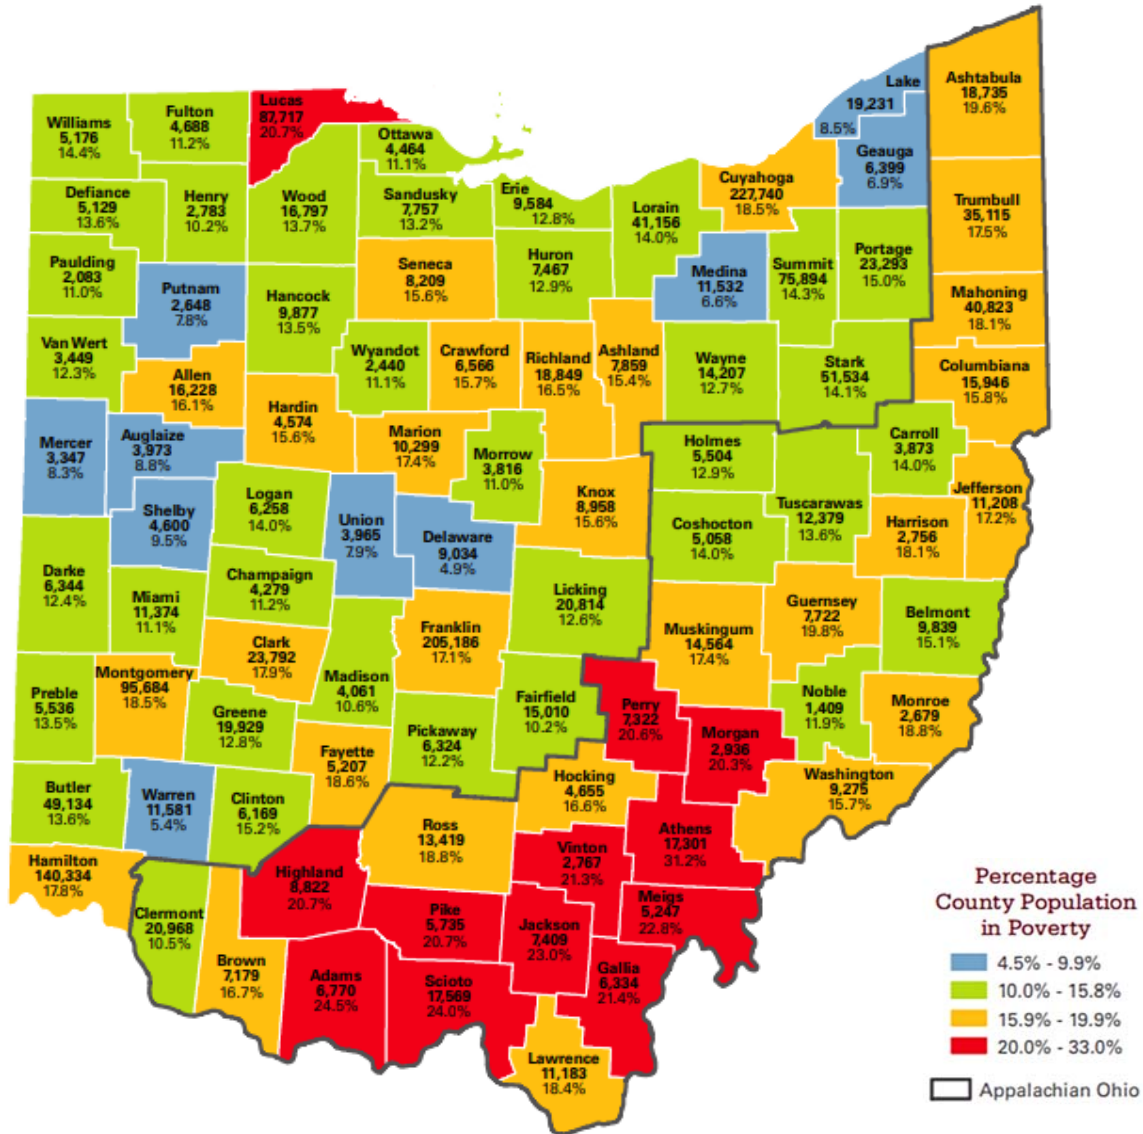 Lake
19,231
8.5%
Ashtabula
18,735
19.6%
Williams
5,176
14.4%
Fulton
4,688
11.2%
Lucas
87,717
20.7%
Ottawa
4,464
11.1%
Geauga
6,399
6.9%
Defiance
5,129
13.6%
Henry
2,783
10.2%
Wood
16,797
13.7%
Sandusky
7,757
13.2%
Erie
9,584
12.8%
Lorain
41,156
14.0%
Cuyahoga
227,740
18.5%
Trumbull
35,115
17.5%
Paulding
2,083
11.0%
Putnam
2,648
7.8%
Hancock
9,877
13.5%
Seneca
8,209
15.6%
Huron
7,467
12.9%
Medina
11,532
6.6%
Summit
75,894
14.3%
Portage
23,293
15.0%
Mahoning
40,823
18.1%
Van Wert
3,449
12.3%
Allen
16,228
16.1%
Hardin
4,574
15.6%
Wyandot
2,440
11.1%
Crawford
6,566
15.7%
Richland
18,849
16.5%
Ashland
7,859
15.4%
Wayne
14,207
12.7%
Stark
51,534
14.1%
Columbiana
15,946
15.8%
Mercer
3,347
8.3%
Auglaize
3,973
8.8%
Marion
10,299
17.4%
Morrow
3,816
11.0%
Holmes
5,504
12.9%
Carroll
3,873
14.0%
Shelby
4,600
9.5%
Logan
6,258
14.0%
Union
3,965
7.9%
Delaware
9,034
4.9%
Knox
8,958
15.6%
Coshocton
5,058
14.0%
Tuscarawas
12,379
13.6%
Harrison
2,756
18.1%
Jefferson
11,208
17.2%
Darke
6,344
12.4%
Miami
11,374
11.1%
Champaign
4,279
11.2%
Licking
20,814
12.6%
Muskingum
14,564
17.4%
Guernsey
7,722
19.8%
Belmont
9,839
15.1%
Clark
23,792
17.9%
Madison
4,061
10.6%
Franklin
205,186
17.1%
Preble
5,536
13.5%
Montgomery
95,684
18.5%
Greene
19,929
12.8%
Fayette
5,207
18.6%
Pickaway
6,324
12.2%
Fairfield
15,010
10.2%
Perry
7,322
20.6%
Morgan
2,936
20.3%
Noble
1,409
11.9%
Monroe
2,679
18.8%
Butler
49,134
13.6%
Warren
11,581
5.4%
Clinton
6,169
15.2%
Hocking
4,655
16.6%
Washington
9,275
15.7%
Hamilton
140,334
17.8%
Highland
8,822
20.7%
Ross
13,419
18.8%
Vinton
2,767
21.3%
Athens
17,301
31.2%
Clermont
20,968
10.5%
Brown
7,179
16.7%
Adams
6,770
24.5%
Pike
5,735
20.7%
Scioto
17,569
24.0%
Jackson
7,409
23.0%
Meigs
5,247
22.8%
Gallia
6,334
21.4%
Lawrence
11,183
18.4%
Percentage
County Population
in Poverty
4.5% - 9.9%
10.0% - 15.8%
15.9% - 19.9%
20.0% - 33.0%
Appalachian Ohio